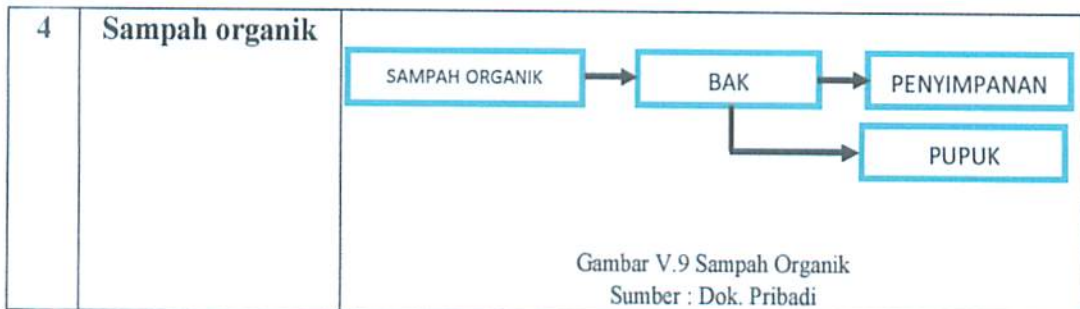 4 Sampah organik
SAMPAH ORGANIK
BAK
PENYIMPANAN
PUPUK
Gambar V.9 Sampah Organik
Sumber : Dok. Pribadi